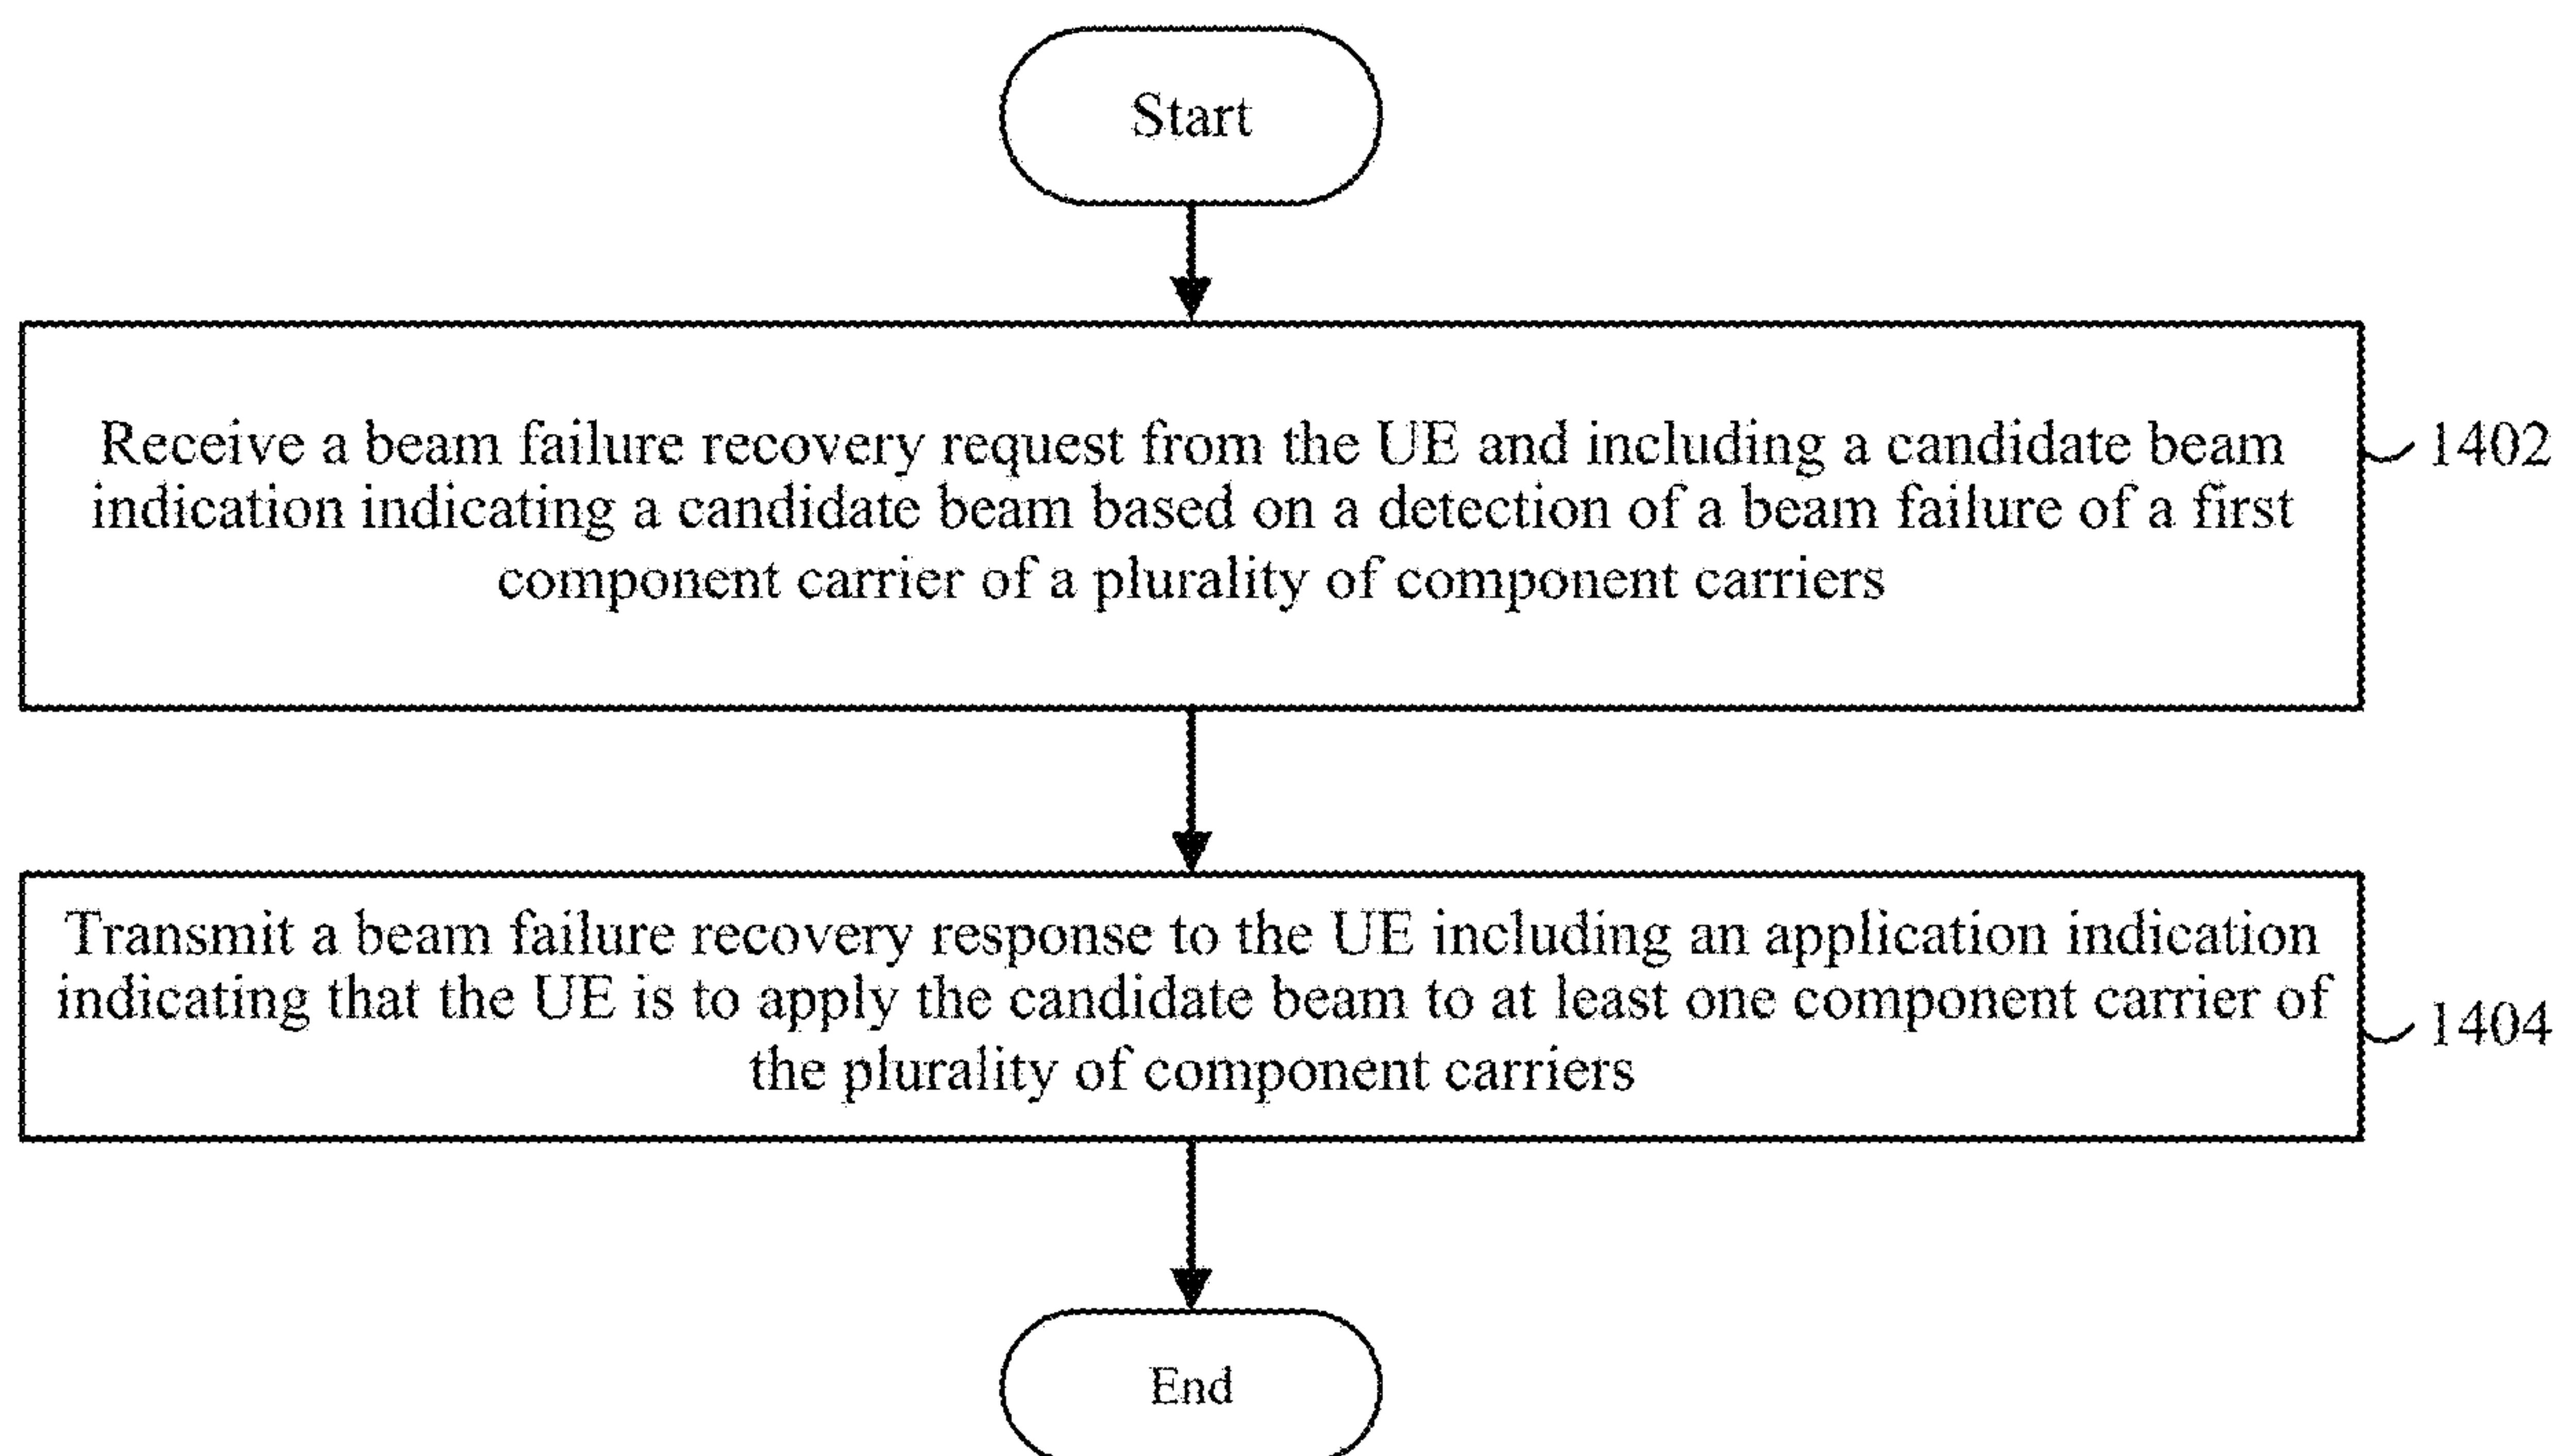 Start
Receive a beam failure recovery request from the UE and including a candidate beam
indication indicating a candidate beam based on a detection of a beam failure of a first
component carrier of a plurality of component carriers
1402
Transmit a beam failure recovery response to the UE including an application indication
indicating that the UE is to apply the candidate beam to at least one component carrier of
the plurality of component carriers
1404
End